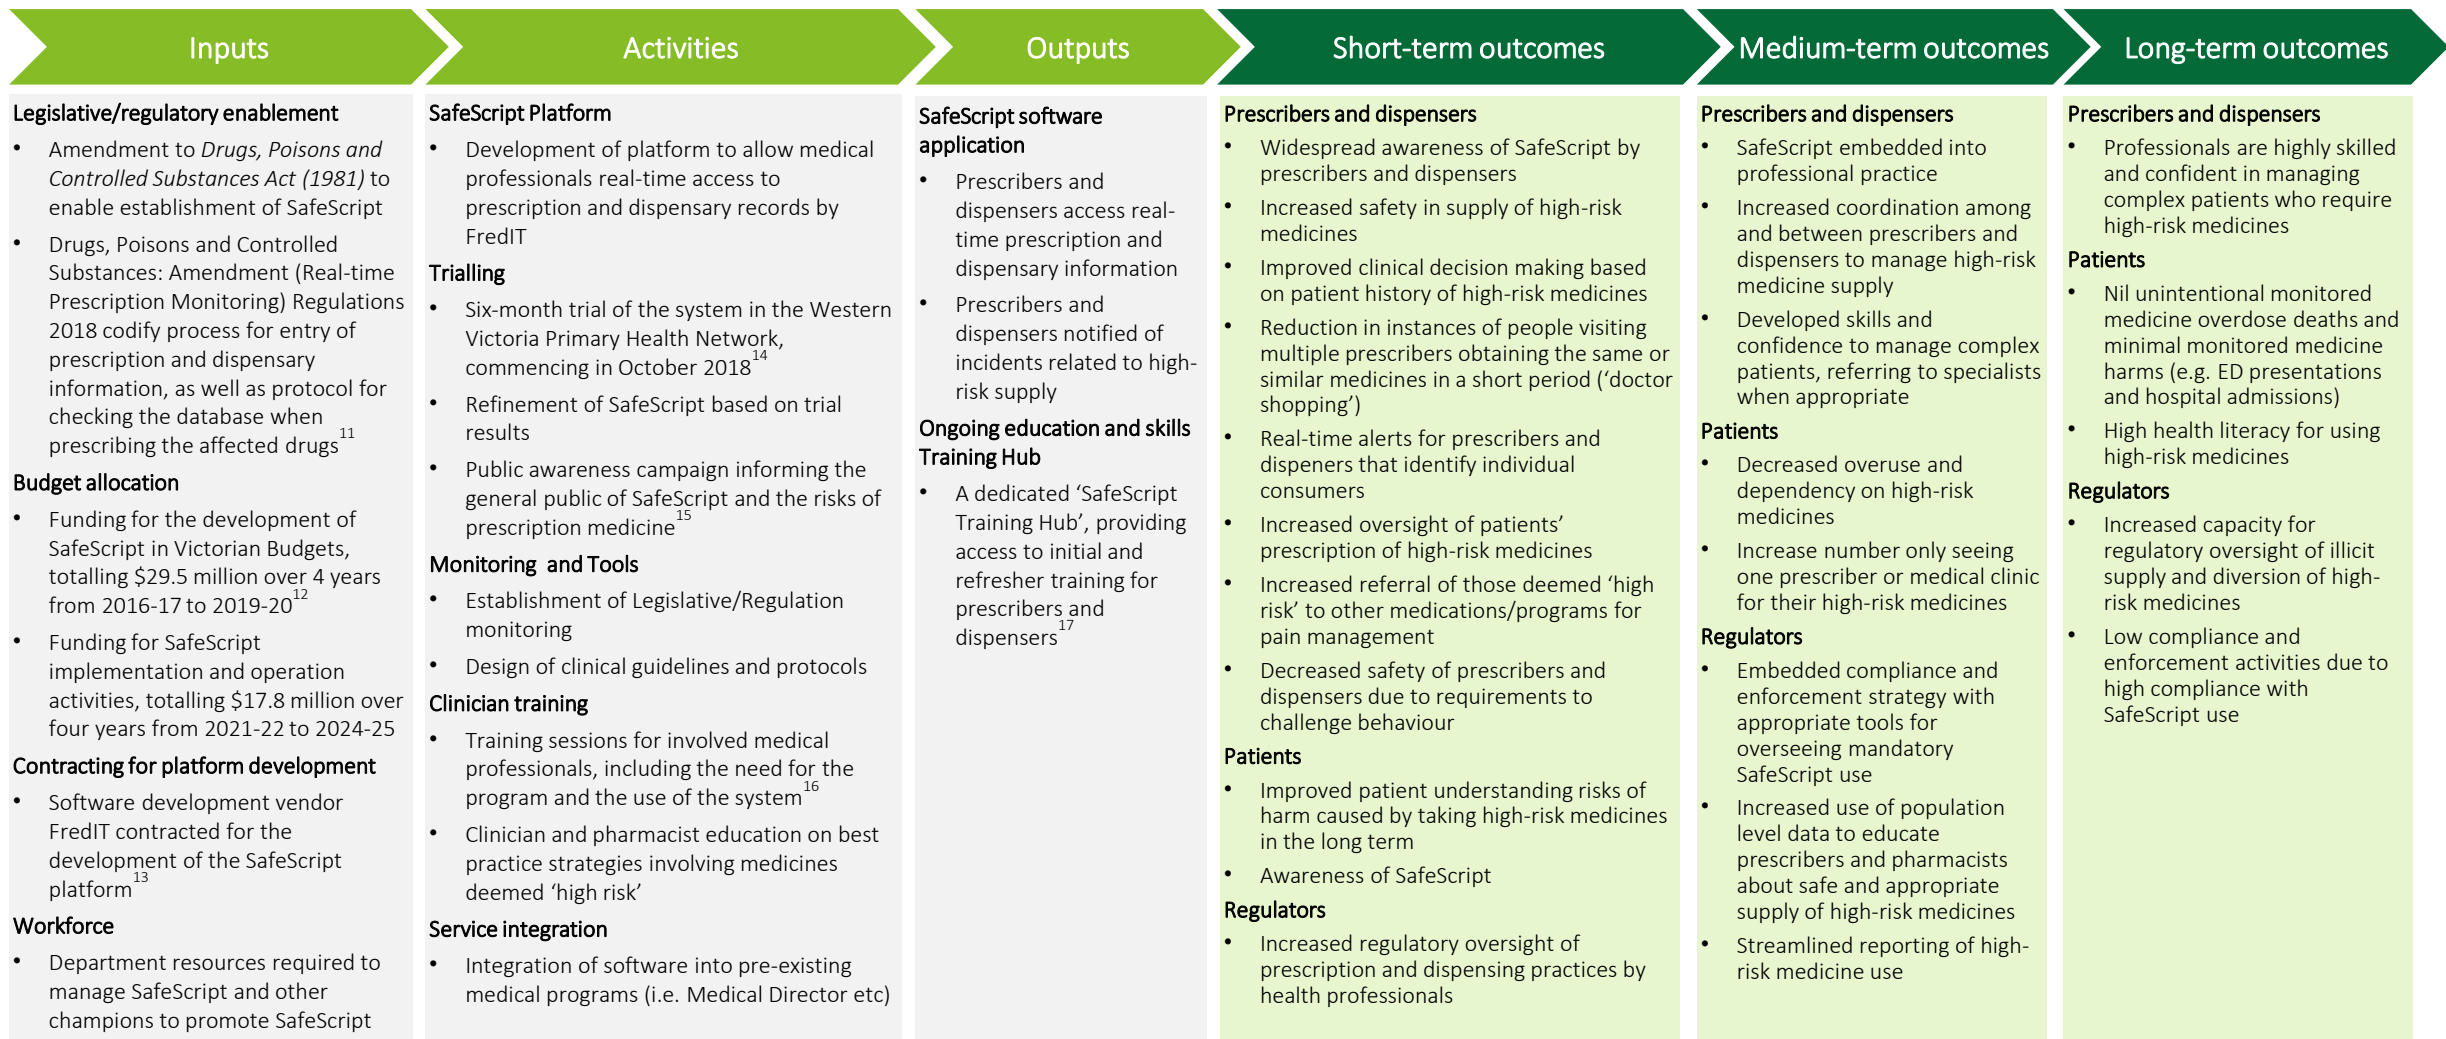 Inputs
Activities
Outputs
Short-term outcomes
Medium-term outcomes
Long-term outcomes
Legislative/regulatory enablement
• Amendment to Drugs, Poisons and
Controlled Substances Act (1981) to
enable establishment of SafeScript
• Drugs, Poisons and Controlled
Substances: Amendment (Real-time
Prescription Monitoring) Regulations
2018 codify process for entry of
prescription and dispensary
information, as well as protocol for
checking the database when
prescribing the affected drugs11
Budget allocation
• Funding for the development of
SafeScript in Victorian Budgets,
totalling $29.5 million over 4 years
from 2016-17 to 2019-2012
• Funding for SafeScript
implementation and operation
activities, totalling $17.8 million over
four years from 2021-22 to 2024-25
Contracting for platform development
• Software development vendor
FredIT contracted for the
development of the SafeScript
platform13
Workforce
• Department resources required to
manage SafeScript and other
champions to promote SafeScript
SafeScript Platform
• Development of platform to allow medical
professionals real-time access to
prescription and dispensary records by
FredIT
Trialling
• Six-month trial of the system in the Western
Victoria Primary Health Network,
commencing in October 201814
• Refinement of SafeScript based on trial
results
• Public awareness campaign informing the
general public of SafeScript and the risks of
prescription medicine15
Monitoring and Tools
• Establishment of Legislative/Regulation
monitoring
• Design of clinical guidelines and protocols
Clinician training
• Training sessions for involved medical
professionals, including the need for the
program and the use of the system16
• Clinician and pharmacist education on best
practice strategies involving medicines
deemed ‘high risk’
Service integration
• Integration of software into pre-existing
medical programs (i.e. Medical Director etc)
SafeScript software
application
• Prescribers and
dispensers access real-
time prescription and
dispensary information
• Prescribers and
dispensers notified of
incidents related to high-
risk supply
Ongoing education and skills
Training Hub
• A dedicated ‘SafeScript
Training Hub’, providing
access to initial and
refresher training for
prescribers and
dispensers17
Prescribers and dispensers
• Widespread awareness of SafeScript by
prescribers and dispensers
• Increased safety in supply of high-risk
medicines
• Improved clinical decision making based
on patient history of high-risk medicines
• Reduction in instances of people visiting
multiple prescribers obtaining the same or
similar medicines in a short period (‘doctor
shopping’)
• Real-time alerts for prescribers and
dispeners that identify individual
consumers
• Increased oversight of patients’
prescription of high-risk medicines
• Increased referral of those deemed ‘high
risk’ to other medications/programs for
pain management
• Decreased safety of prescribers and
dispensers due to requirements to
challenge behaviour
Patients
• Improved patient understanding risks of
harm caused by taking high-risk medicines
in the long term
• Awareness of SafeScript
Regulators
• Increased regulatory oversight of
prescription and dispensing practices by
health professionals
Prescribers and dispensers
• SafeScript embedded into
professional practice
• Increased coordination among
and between prescribers and
dispensers to manage high-risk
medicine supply
• Developed skills and
confidence to manage complex
patients, referring to specialists
when appropriate
Patients
• Decreased overuse and
dependency on high-risk
medicines
• Increase number only seeing
one prescriber or medical clinic
for their high-risk medicines
Regulators
• Embedded compliance and
enforcement strategy with
appropriate tools for
overseeing mandatory
SafeScript use
• Increased use of population
level data to educate
prescribers and pharmacists
about safe and appropriate
supply of high-risk medicines
• Streamlined reporting of high-
risk medicine use
Prescribers and dispensers
• Professionals are highly skilled
and confident in managing
complex patients who require
high-risk medicines
Patients
• Nil unintentional monitored
medicine overdose deaths and
minimal monitored medicine
harms (e.g. ED presentations
and hospital admissions)
• High health literacy for using
high-risk medicines
Regulators
• Increased capacity for
regulatory oversight of illicit
supply and diversion of high-
risk medicines
• Low compliance and
enforcement activities due to
high compliance with
SafeScript use